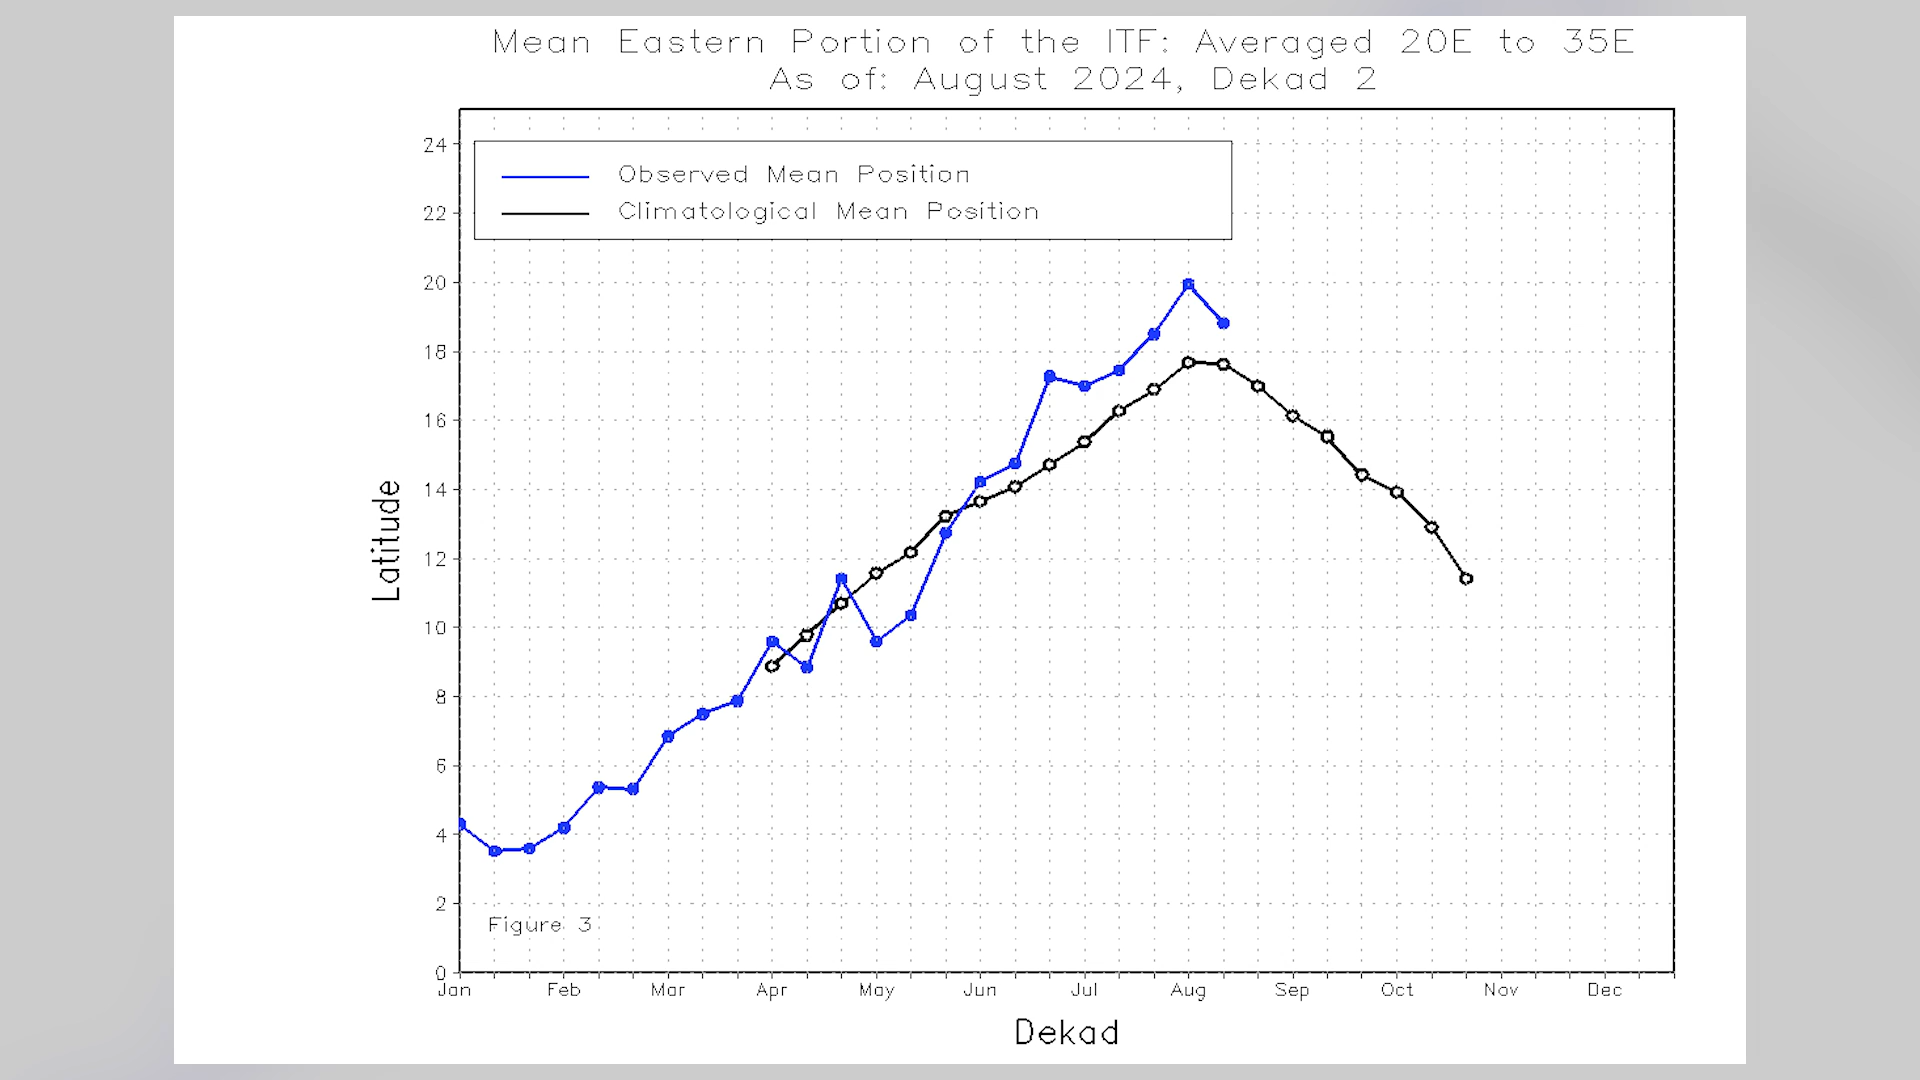 Mean Eastern Portion of the ITF: Averaged 20E to 35E
As of: August 2024, Dekad 2
Observed Mean Position
Climatological Mean Position
24
22
20
18
16
14
12
10
8
6
4
2
0
Latitude
Figure 3
Jan Feb Mar Apr May Jun Jul Aug Sep Oct Nov Dec
Dekad